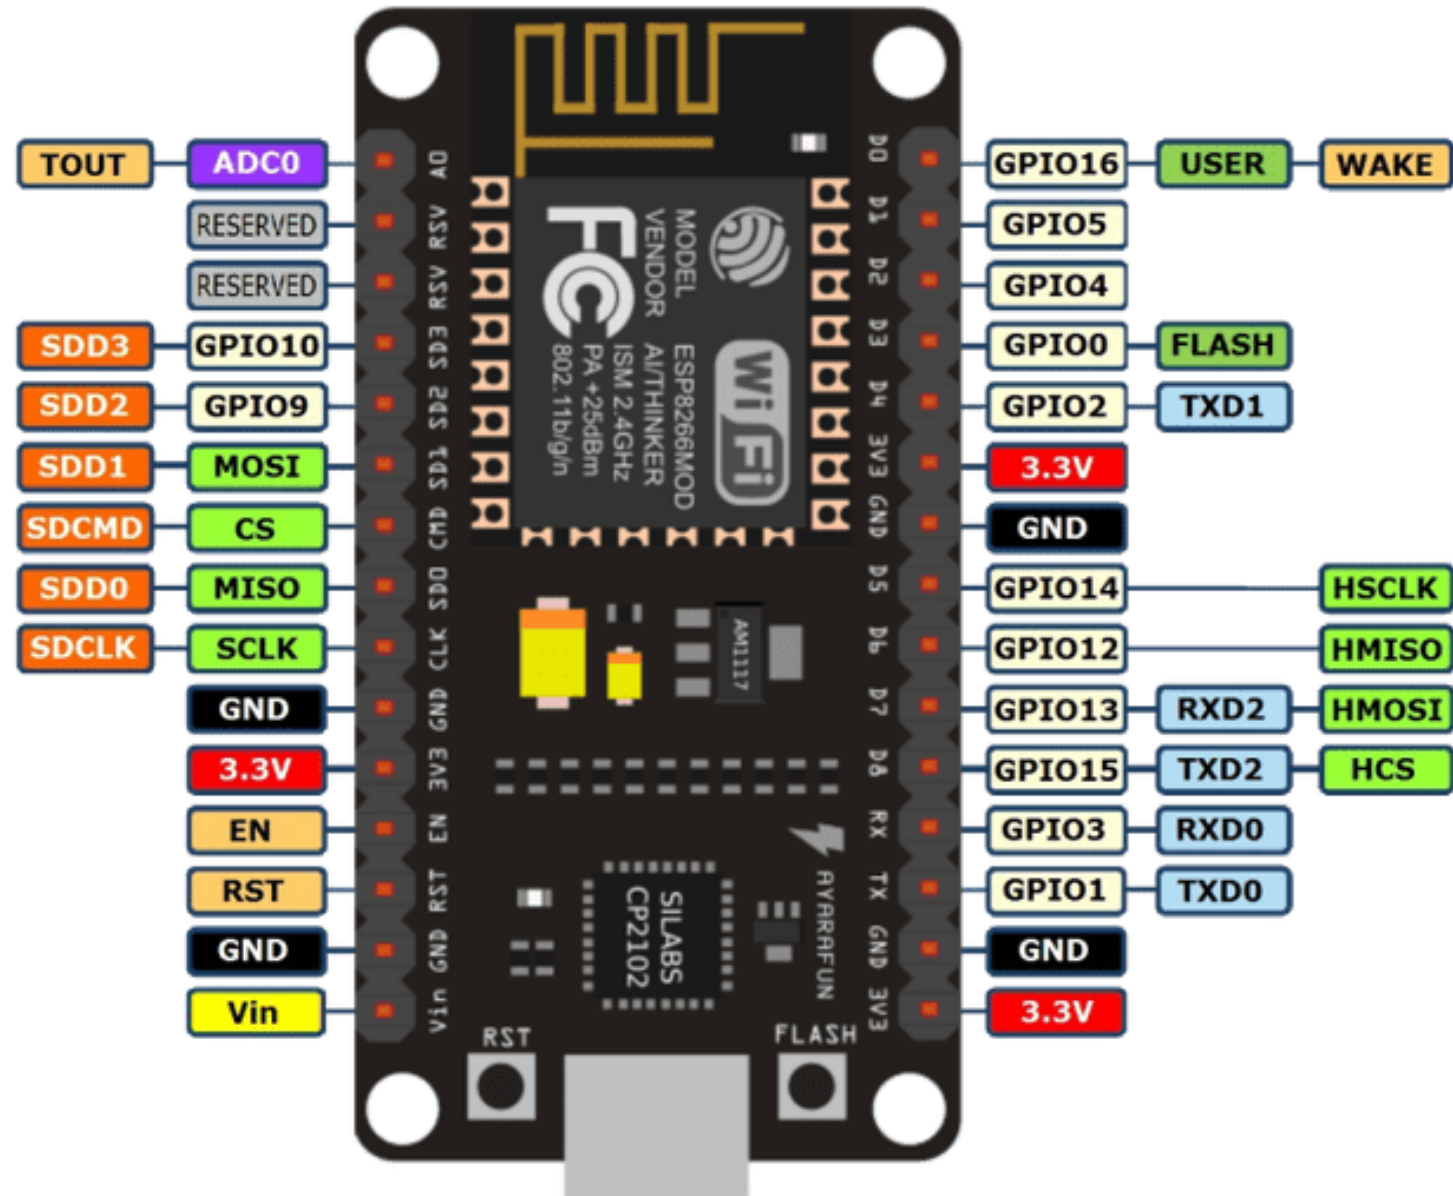 TOUT ADC0 A0 D0 GPIO16 USER WAKE
RESERVED RSV D1 GPIO5
RESERVED RSV D2 GPIO4
SDD3 GPIO10 SD3 D3 GPIO0 FLASH
SDD2 GPIO9 SD2 D4 GPIO2 TXD1
SDD1 MOSI SD1 3V3 3.3V
SDCMD CS CMD GND GND
SDD0 MISO SD0 D5 GPIO14 HSCLK
SDCLK SCLK CLK D6 GPIO12 HMISO
GND GND D7 GPIO13 RXD2 HMOSI
3.3V 3V3 D8 GPIO15 TXD2 HCS
EN EN RX GPIO3 RXD0
RST RST TX GPIO1 TXD0
GND GND GND GND
Vin Vin 3V3 3.3V
FC
WiFi
MODEL ESP8266MOD
VENDOR AI/THINKER
ISM 2.4GHz
PA +25dBm
802.11b/g/n
AM1117
SILABS
CP2102
AYARAFUN
RST
FLASH